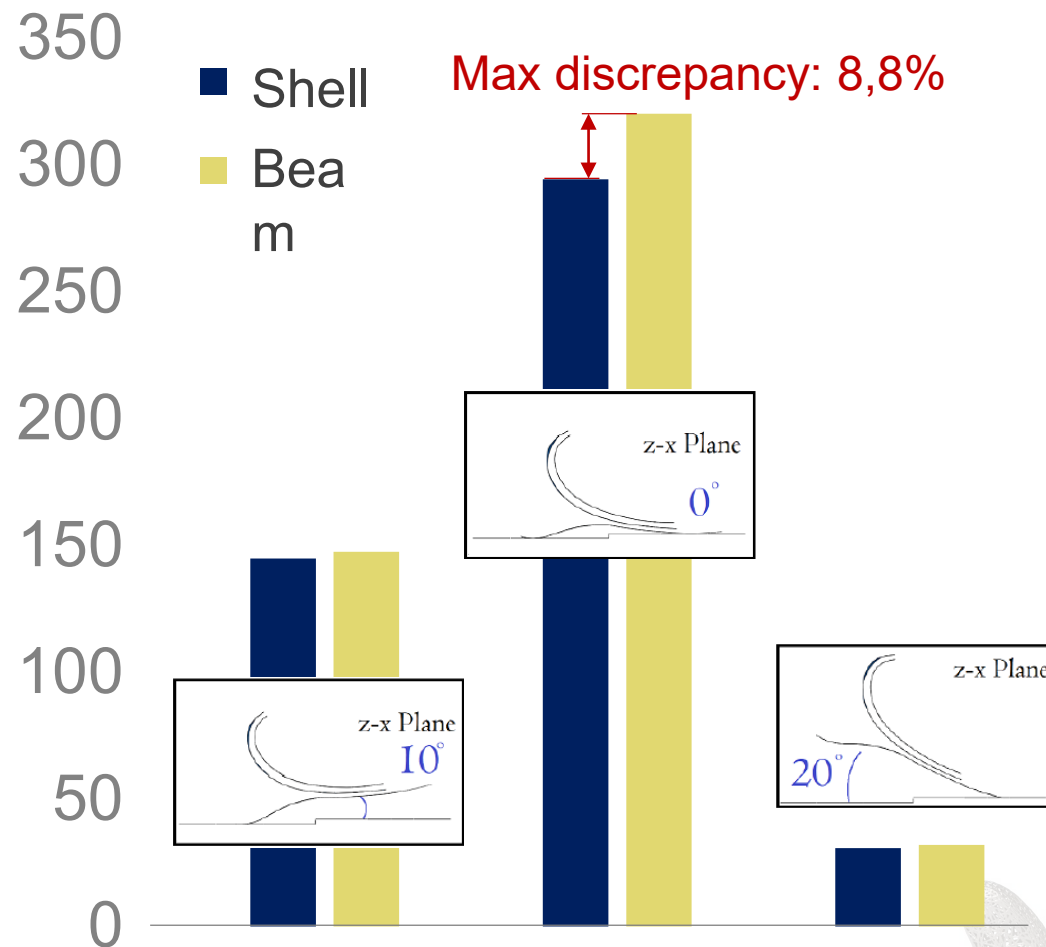 350
300
250
200
150
100
50
0
Shell
Bea
m
Max discrepancy: 8,8%
z-x Plane
10°
z-x Plane
0°
z-x Plane
20°